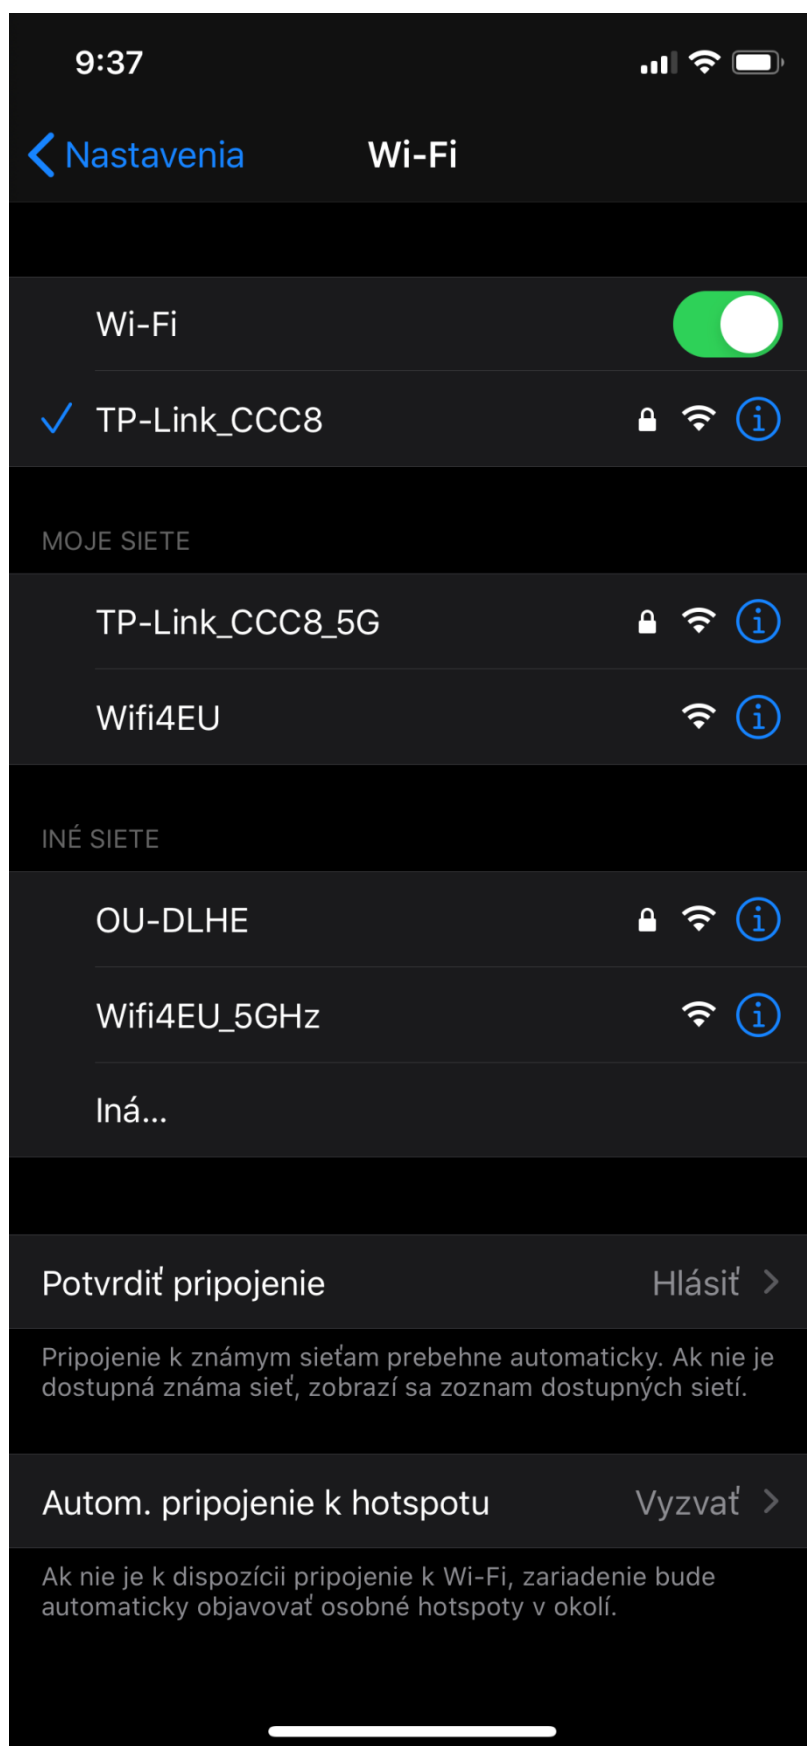 9:37
Nastavenia
Wi-Fi
Wi-Fi
TP-Link_CCC8
MOJE SIETE
TP-Link_CCC8_5G
Wifi4EU
INÉ SIETE
OU-DLHE
Wifi4EU_5GHz
Iná...
Potvrdiť pripojenie Hlásiť
Pripojenie k známym sieťam prebehne automaticky. Ak nie je
dostupná známa sieť, zobrazí sa zoznam dostupných sietí.
Autom. pripojenie k hotspotu Vyzvať
Ak nie je k dispozícii pripojenie k Wi-Fi, zariadenie bude
automaticky objavovať osobné hotspoty v okolí.